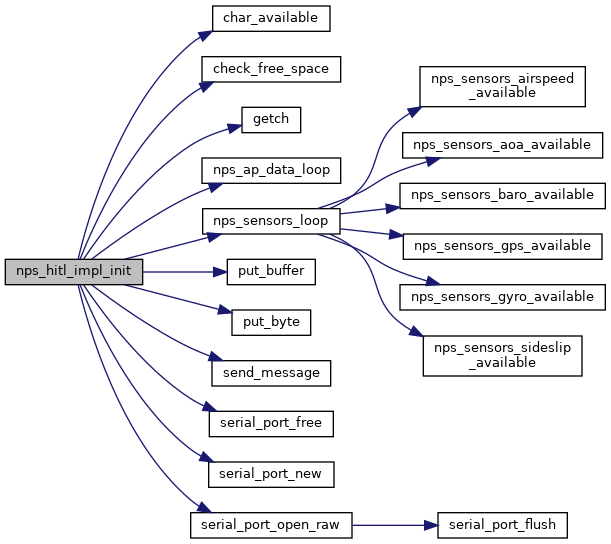 char_available
check_free_space
nps_sensors_airspeed
_available
getch
nps_sensors_aoa_available
nps_ap_data_loop
nps_sensors_baro_available
nps_sensors_loop
nps_sensors_gps_available
nps_hitl_impl_init
put_buffer
nps_sensors_gyro_available
put_byte
nps_sensors_sideslip
_available
send_message
serial_port_free
serial_port_new
serial_port_open_raw
serial_port_flush